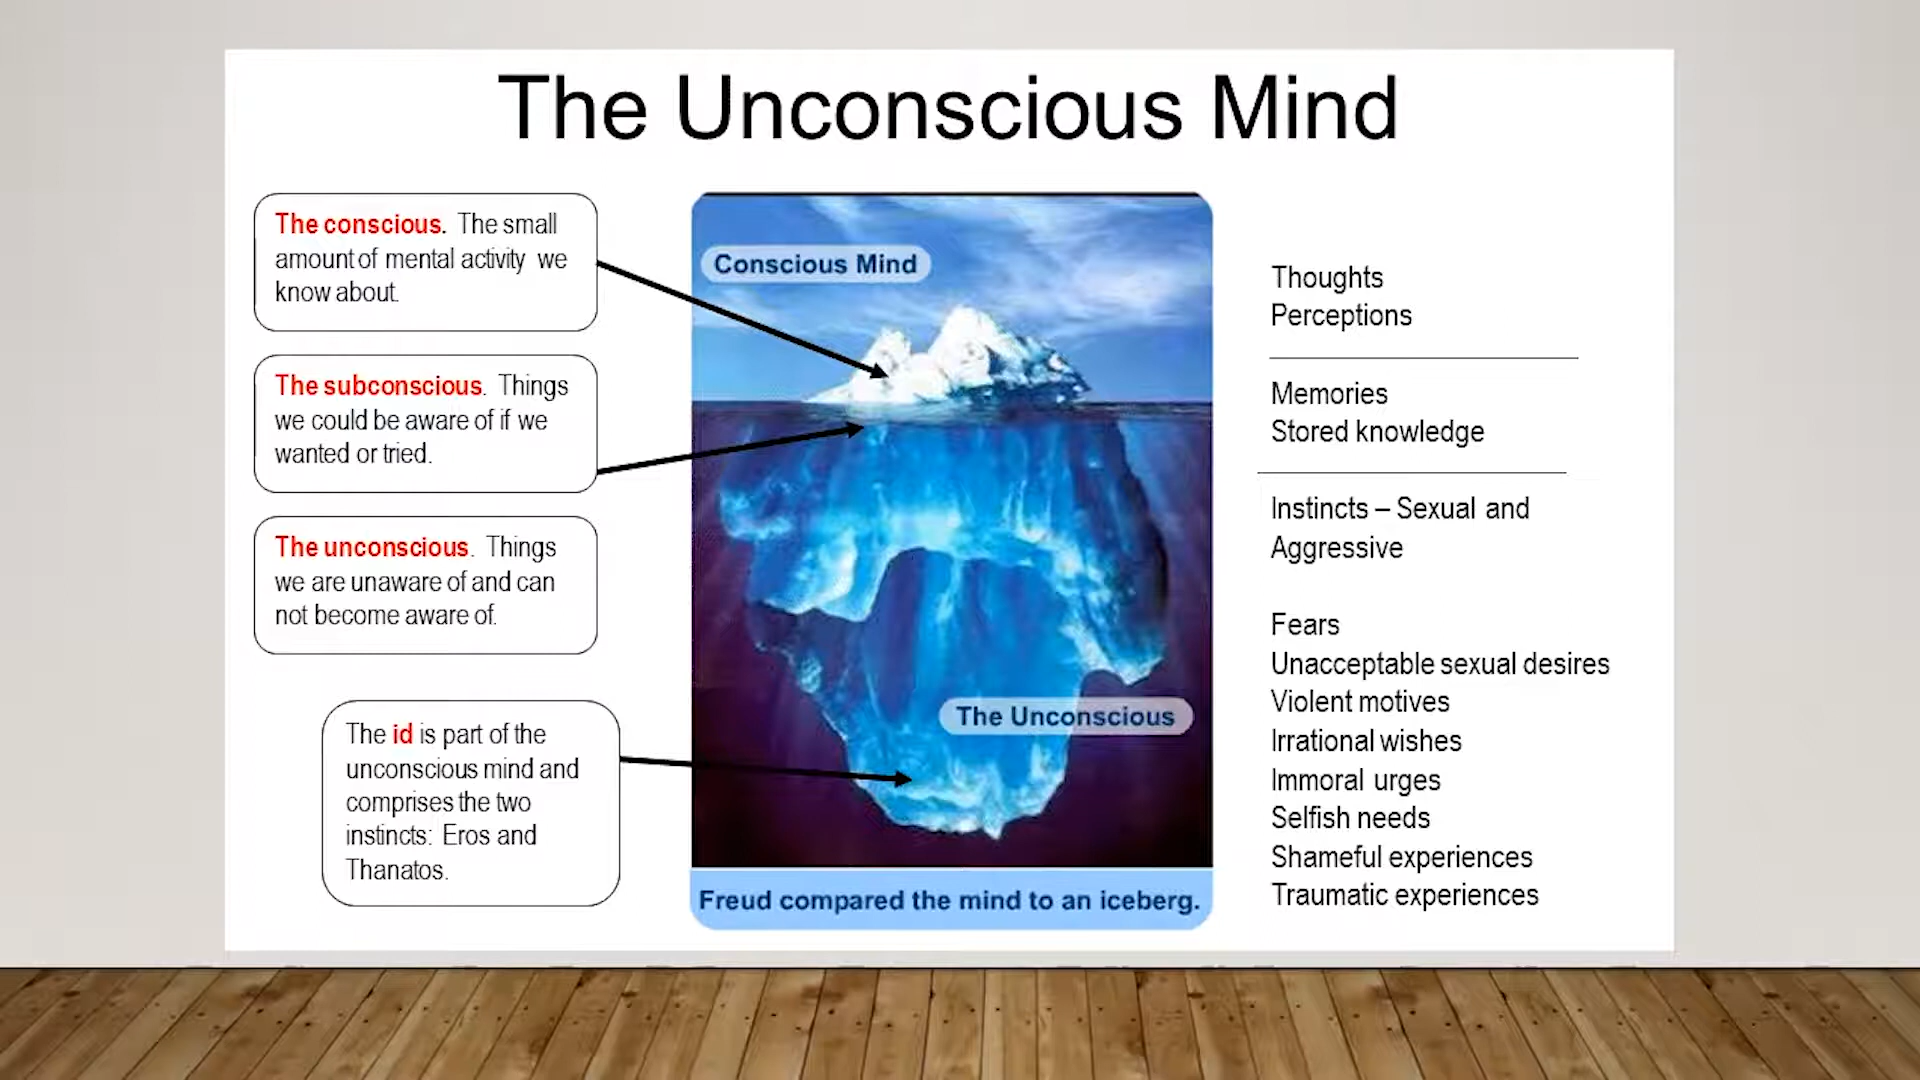 The Unconscious Mind
The conscious. The small
amount of mental activity we
know about.
The subconscious. Things
we could be aware of if we
wanted or tried.
The unconscious. Things
we are unaware of and can
not become aware of.
The id is part of the
unconscious mind and
comprises the two
instincts: Eros and
Thanatos.
Conscious Mind
The Unconscious
Freud compared the mind to an iceberg.
Thoughts
Perceptions
Memories
Stored knowledge
Instincts – Sexual and
Aggressive
Fears
Unacceptable sexual desires
Violent motives
Irrational wishes
Immoral urges
Selfish needs
Shameful experiences
Traumatic experiences